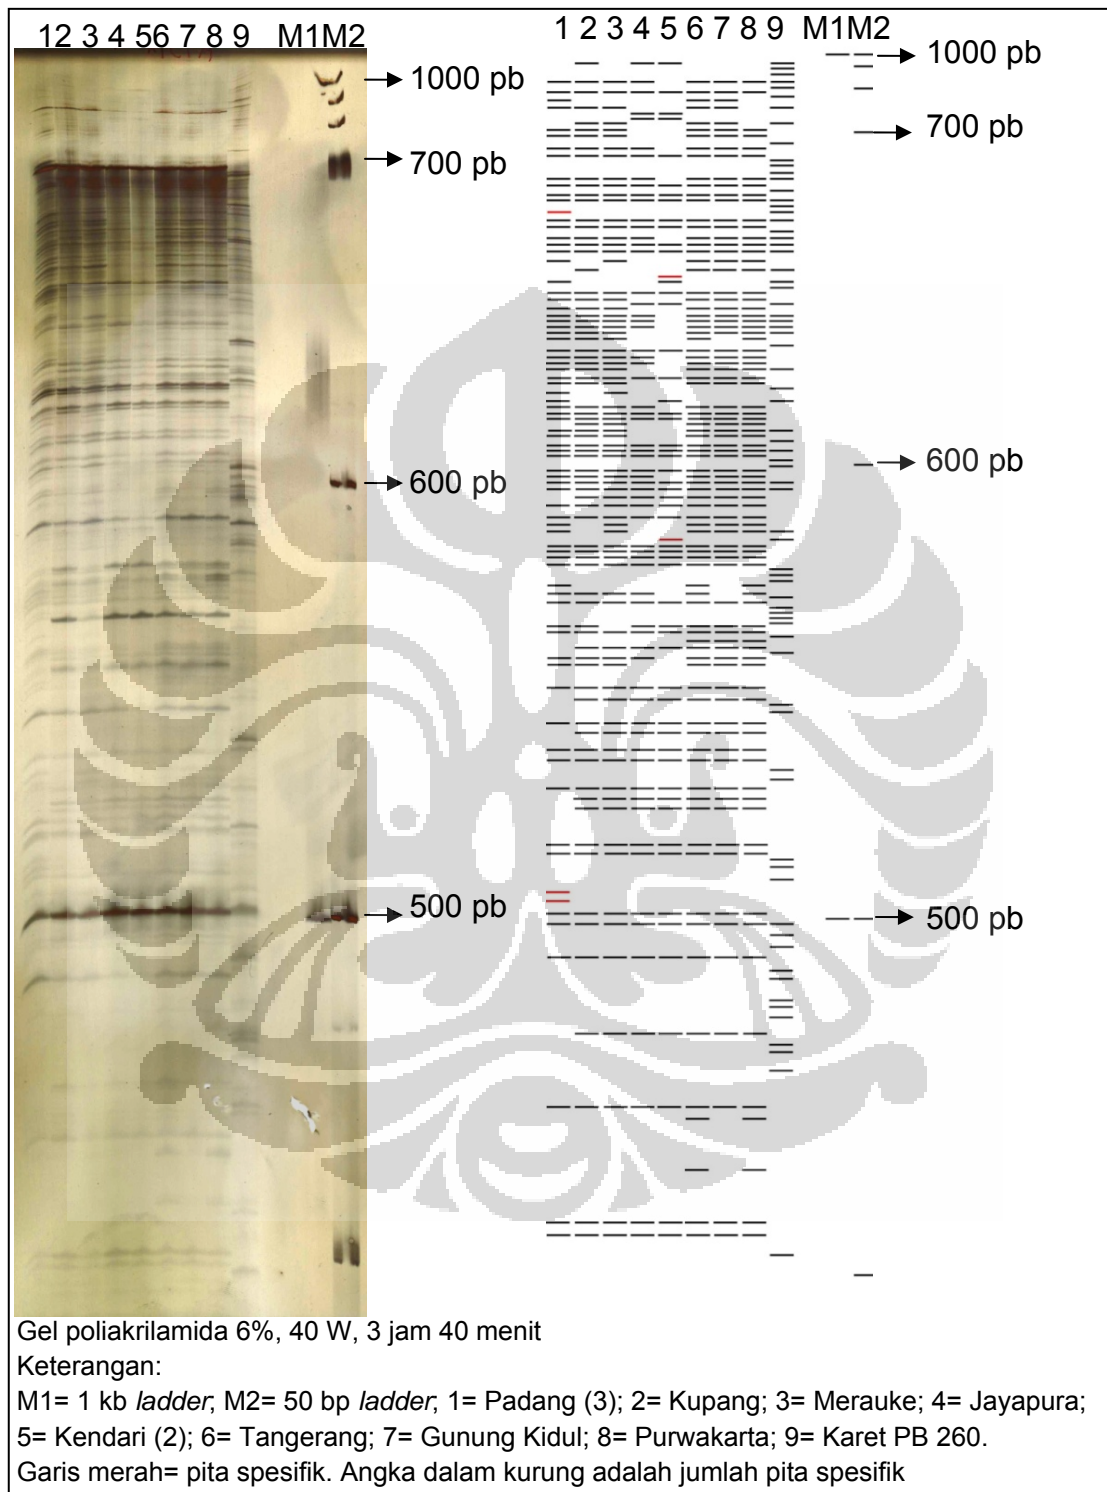 12 3 4 56 7 8 9 M1M2
1 2 3 4 5 6 7 8 9 M1M2
1000 pb
1000 pb
700 pb
700 pb
600 pb
600 pb
500 pb
500 pb
Gel poliakrilamida 6%, 40 W, 3 jam 40 menit
Keterangan:
M1= 1 kb ladder; M2= 50 bp ladder; 1= Padang (3); 2= Kupang; 3= Merauke; 4= Jayapura;
5= Kendari (2); 6= Tangerang; 7= Gunung Kidul; 8= Purwakarta; 9= Karet PB 260.
Garis merah= pita spesifik. Angka dalam kurung adalah jumlah pita spesifik